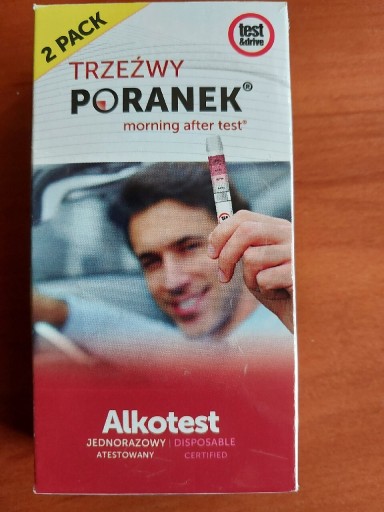 2 PACK
test
&drive
TRZEŹWY
PORANEK®
morning after test®
Alkotest
JEDNORAZOWY | DISPOSABLE
ATESTOWANY CERTIFIED